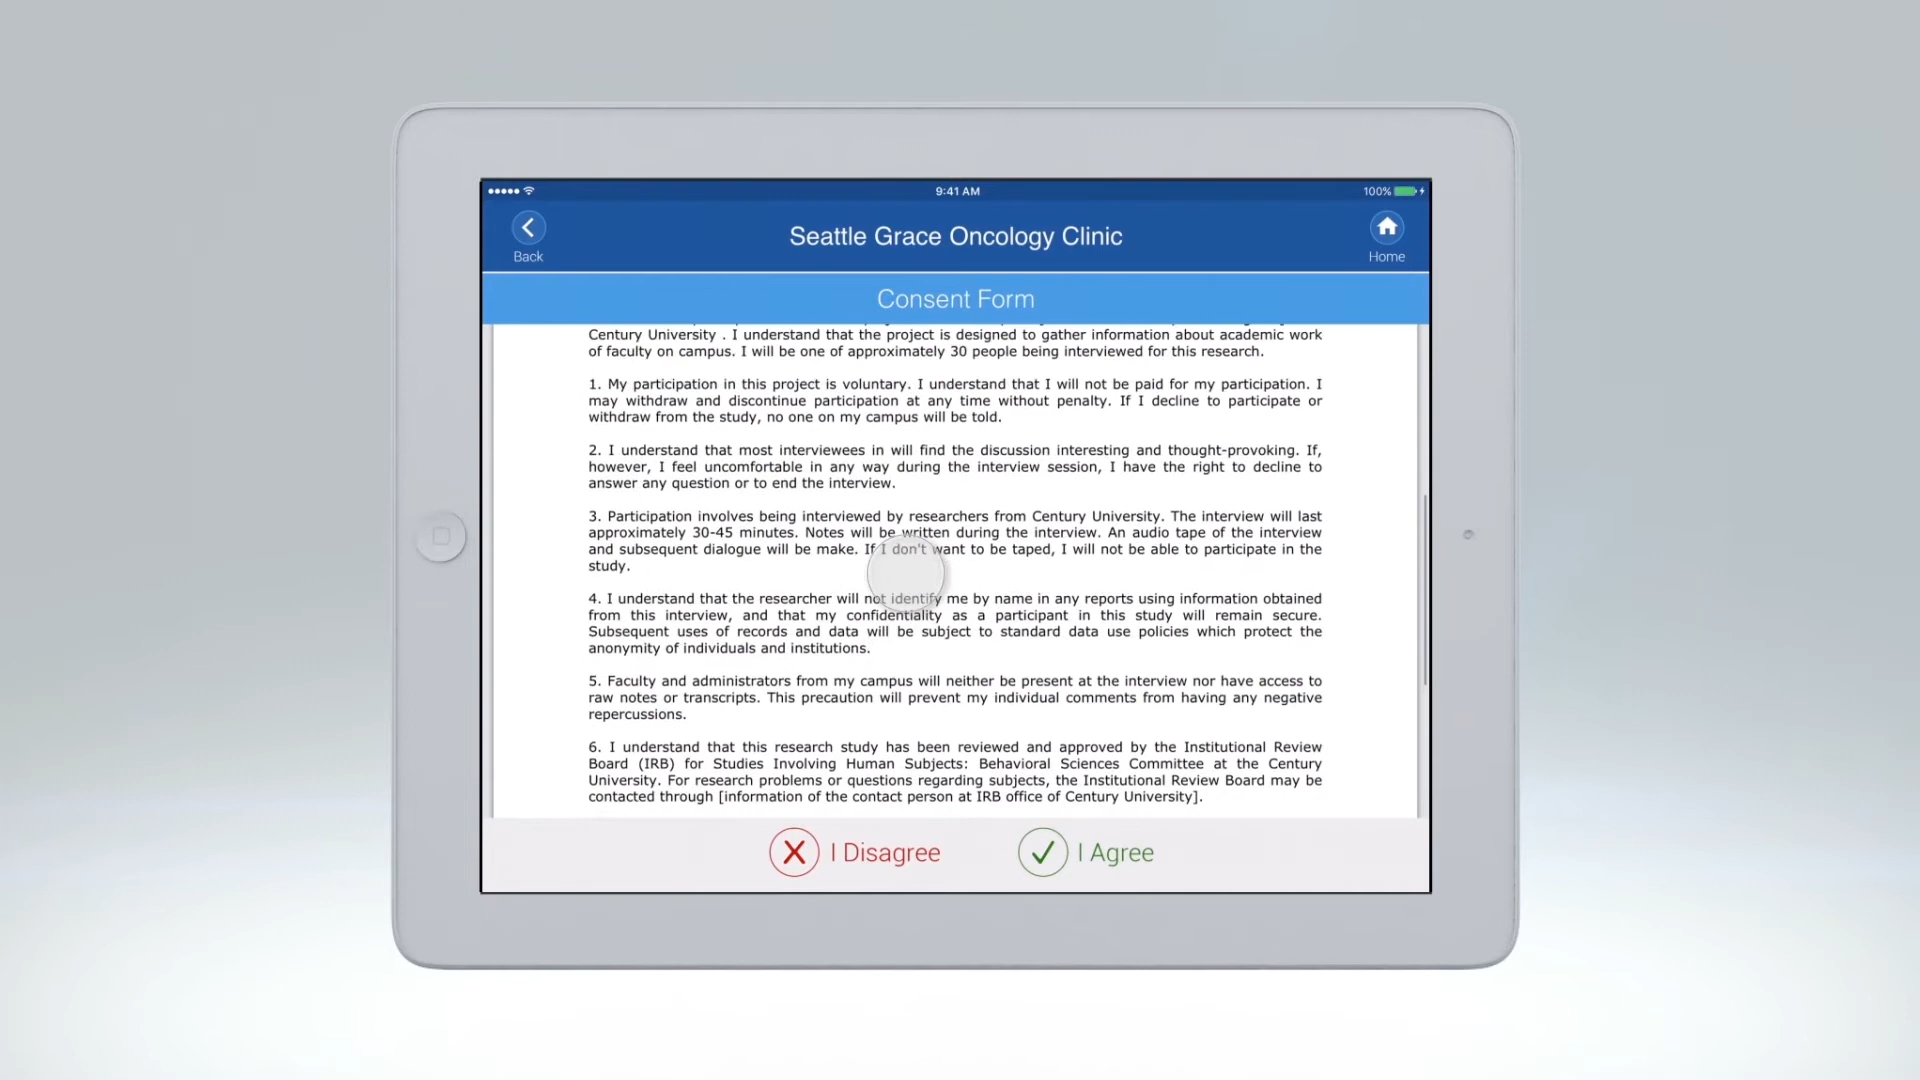 9:41 AM
100%
Seattle Grace Oncology Clinic
Back
Home
Consent Form
Century University . I understand that the project is designed to gather information about academic work
of faculty on campus. I will be one of approximately 30 people being interviewed for this research.
1. My participation in this project is voluntary. I understand that I will not be paid for my participation. I
may withdraw and discontinue participation at any time without penalty. If I decline to participate or
withdraw from the study, no one on my campus will be told.
2. I understand that most interviewees in will find the discussion interesting and thought-provoking. If,
however, I feel uncomfortable in any way during the interview session, I have the right to decline to
answer any question or to end the interview.
3. Participation involves being interviewed by researchers from Century University. The interview will last
approximately 30-45 minutes. Notes will be written during the interview. An audio tape of the interview
and subsequent dialogue will be make. If I don't want to be taped, I will not be able to participate in the
study.
4. I understand that the researcher will not identify me by name in any reports using information obtained
from this interview, and that my confidentiality as a participant in this study will remain secure.
Subsequent uses of records and data will be subject to standard data use policies which protect the
anonymity of individuals and institutions.
5. Faculty and administrators from my campus will neither be present at the interview nor have access to
raw notes or transcripts. This precaution will prevent my individual comments from having any negative
repercussions.
6. I understand that this research study has been reviewed and approved by the Institutional Review
Board (IRB) for Studies Involving Human Subjects: Behavioral Sciences Committee at the Century
University. For research problems or questions regarding subjects, the Institutional Review Board may be
contacted through [information of the contact person at IRB office of Century University].
I Disagree
I Agree